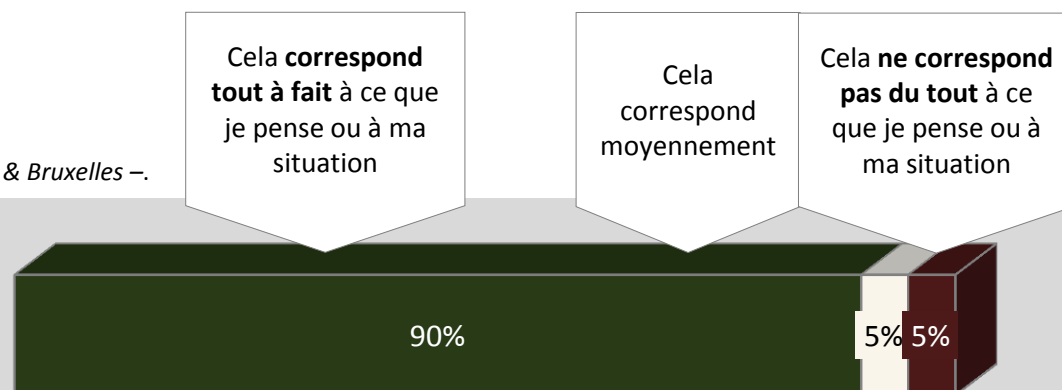 Cela correspond
tout à fait à ce que
je pense ou à ma
situation
Cela
correspond
moyennement
Cela ne correspond
pas du tout à ce
que je pense ou à
ma situation
& Bruxelles –.
90%
5%
5%